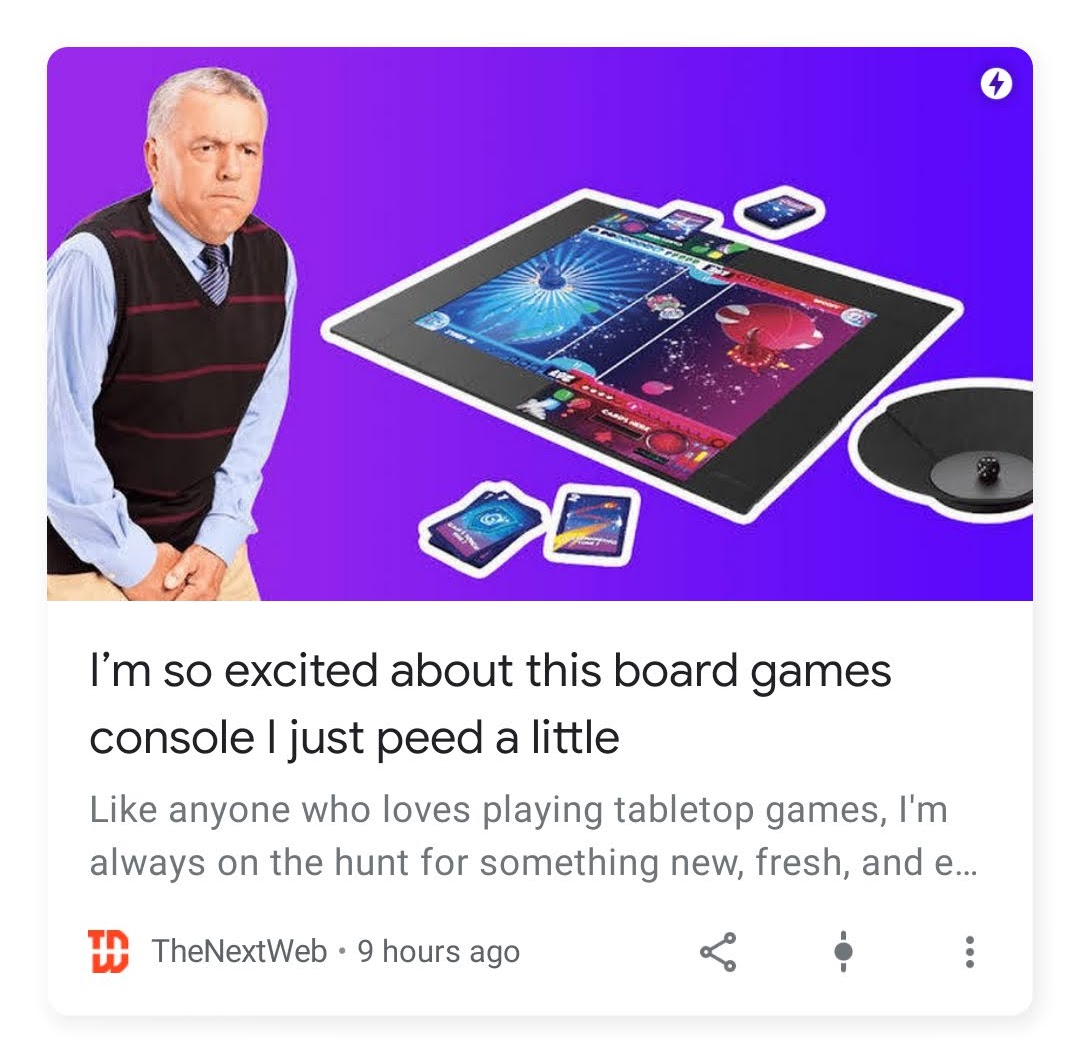 I’m so excited about this board games
console I just peed a little
Like anyone who loves playing tabletop games, I'm
always on the hunt for something new, fresh, and e...
TheNextWeb • 9 hours ago